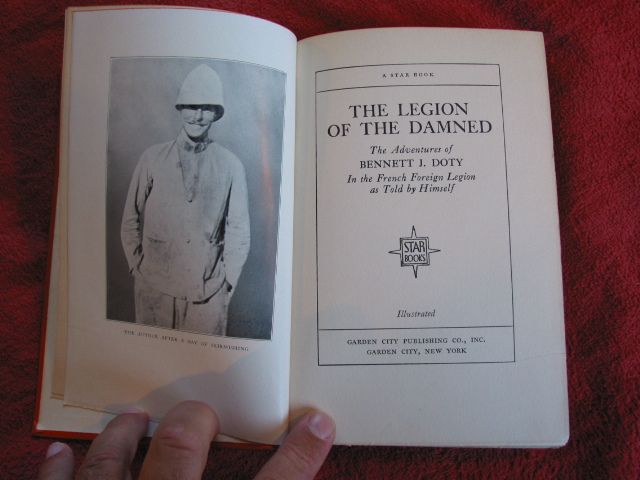 THE AUTHOR AFTER A DAY OF SKIRMISHING
A STAR BOOK
THE LEGION
OF THE DAMNED
The Adventures of
BENNETT J. DOTY
In the French Foreign Legion
as Told by Himself
STAR
BOOKS
Illustrated
GARDEN CITY PUBLISHING CO., INC.
GARDEN CITY, NEW YORK